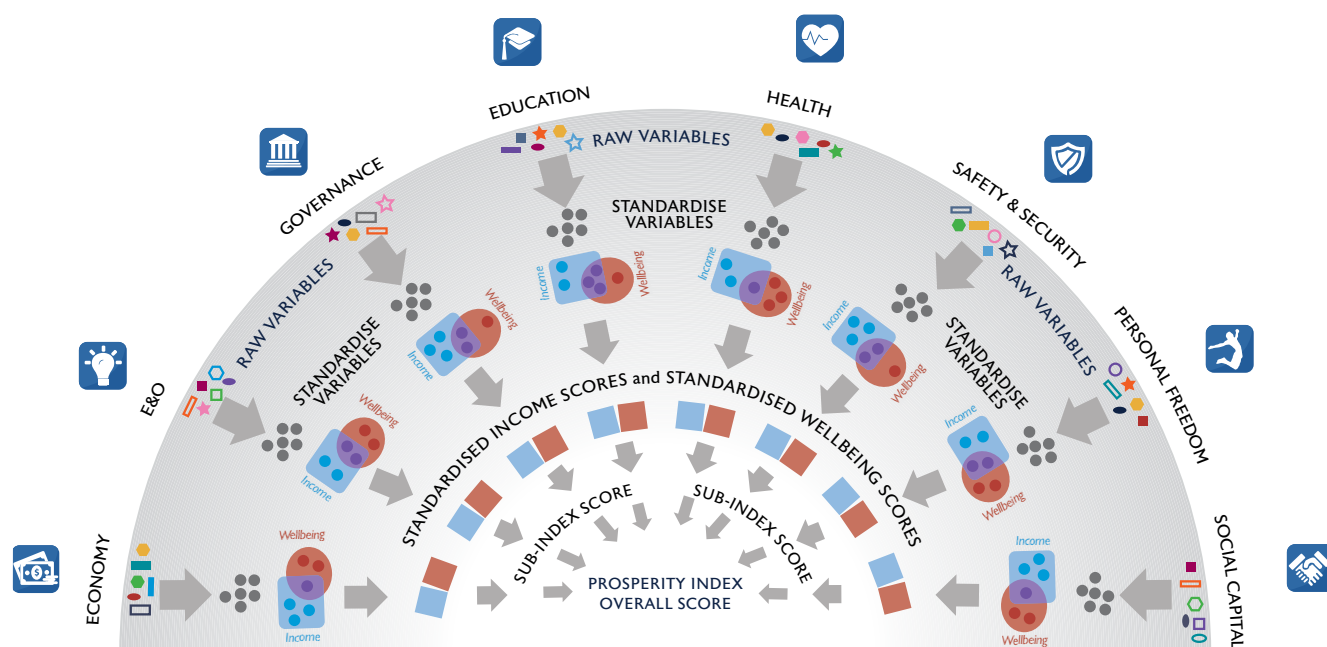 EDUCATION
HEALTH
GOVERNANCE
SAFETY & SECURITY
E&O
PERSONAL FREEDOM
ECONOMY
SOCIAL CAPITAL
RAW VARIABLES
RAW VARIABLES
RAW VARIABLES
STANDARDISE
VARIABLES
STANDARDISE
VARIABLES
STANDARDISE
VARIABLES
Income
Wellbeing
Income
Wellbeing
Income
Wellbeing
Income
Wellbeing
Income
Wellbeing
Income
Wellbeing
Income
Wellbeing
Income
Wellbeing
STANDARDISED INCOME SCORES and STANDARDISED WELLBEING SCORES
SUB-INDEX SCORE
SUB-INDEX SCORE
PROSPERITY INDEX
OVERALL SCORE
$